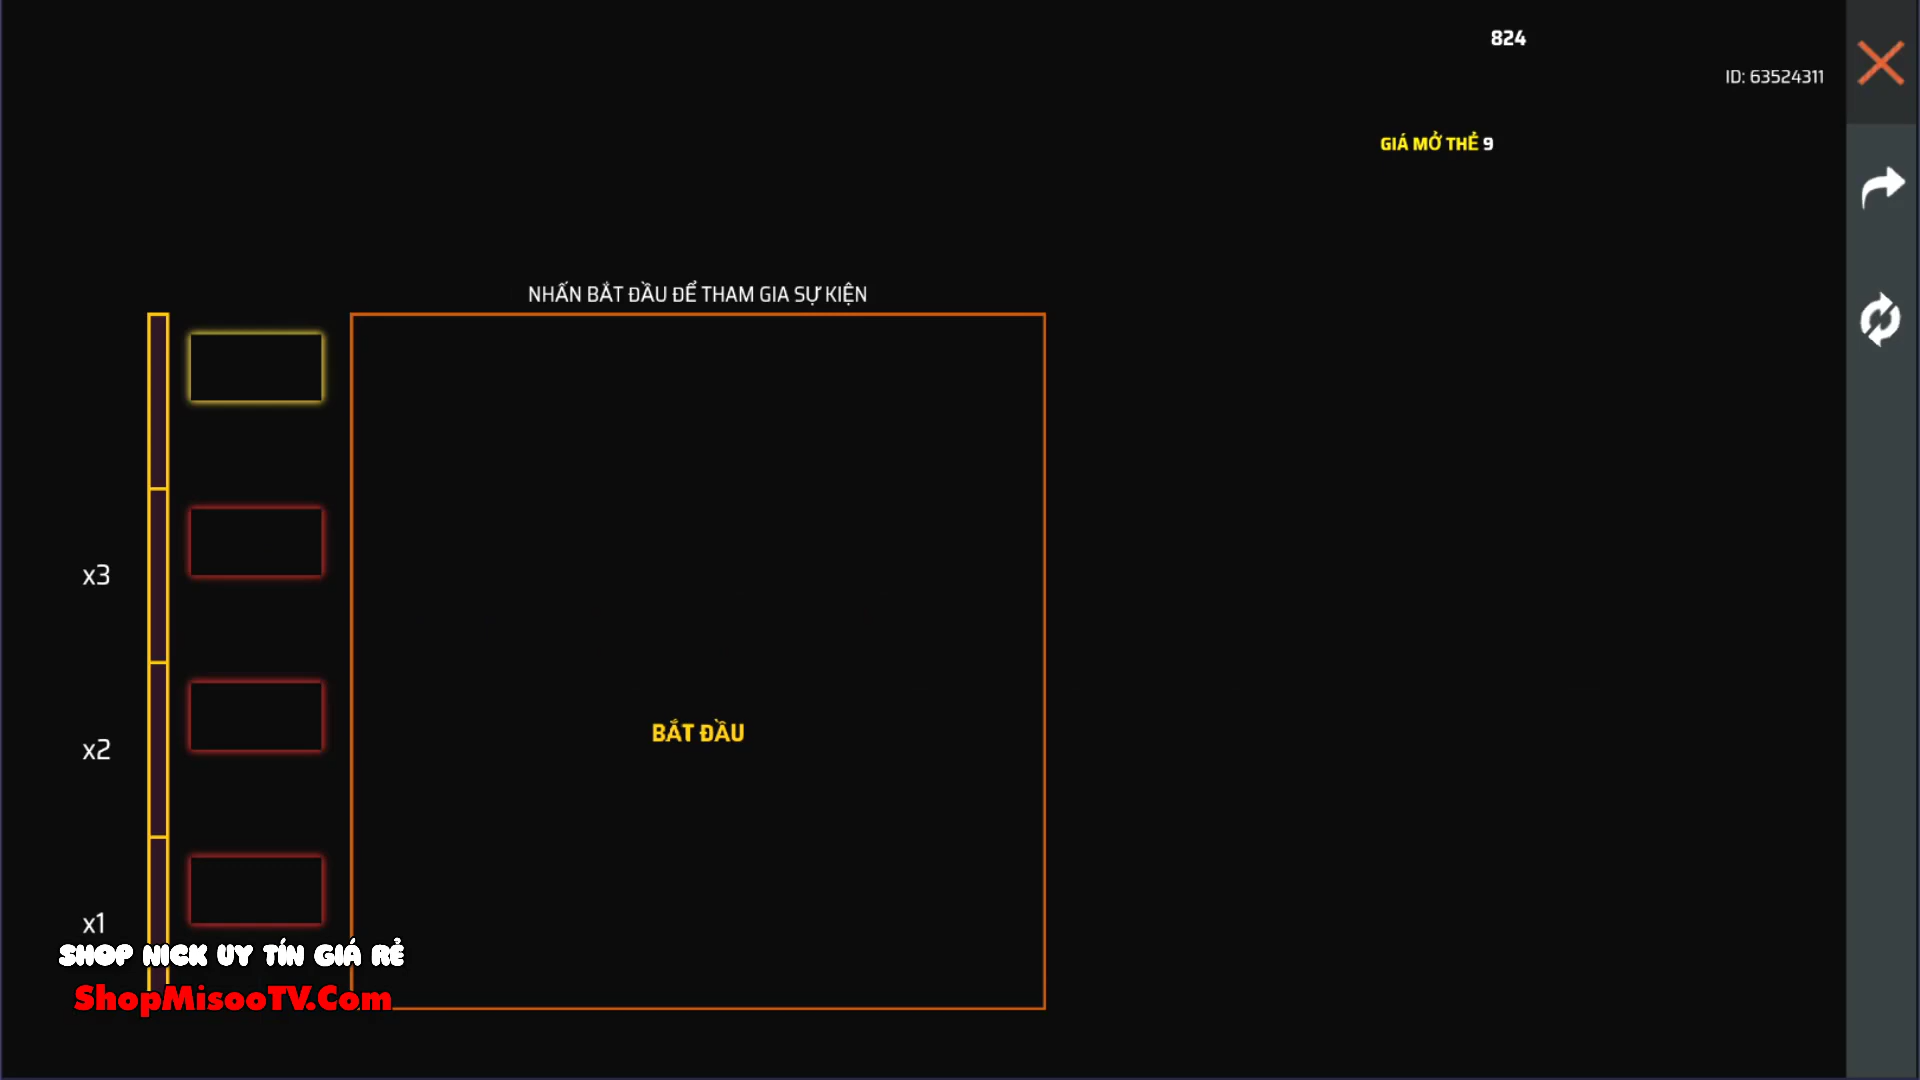 824
ID: 63524311
GIÁ MỞ THẺ 9
NHẤN BẮT ĐẦU ĐỂ THAM GIA SỰ KIỆN
x3
x2
BẮT ĐẦU
x1
SHOP NICK UY TÍN GIÁ RẺ
ShopMisooTV.Com